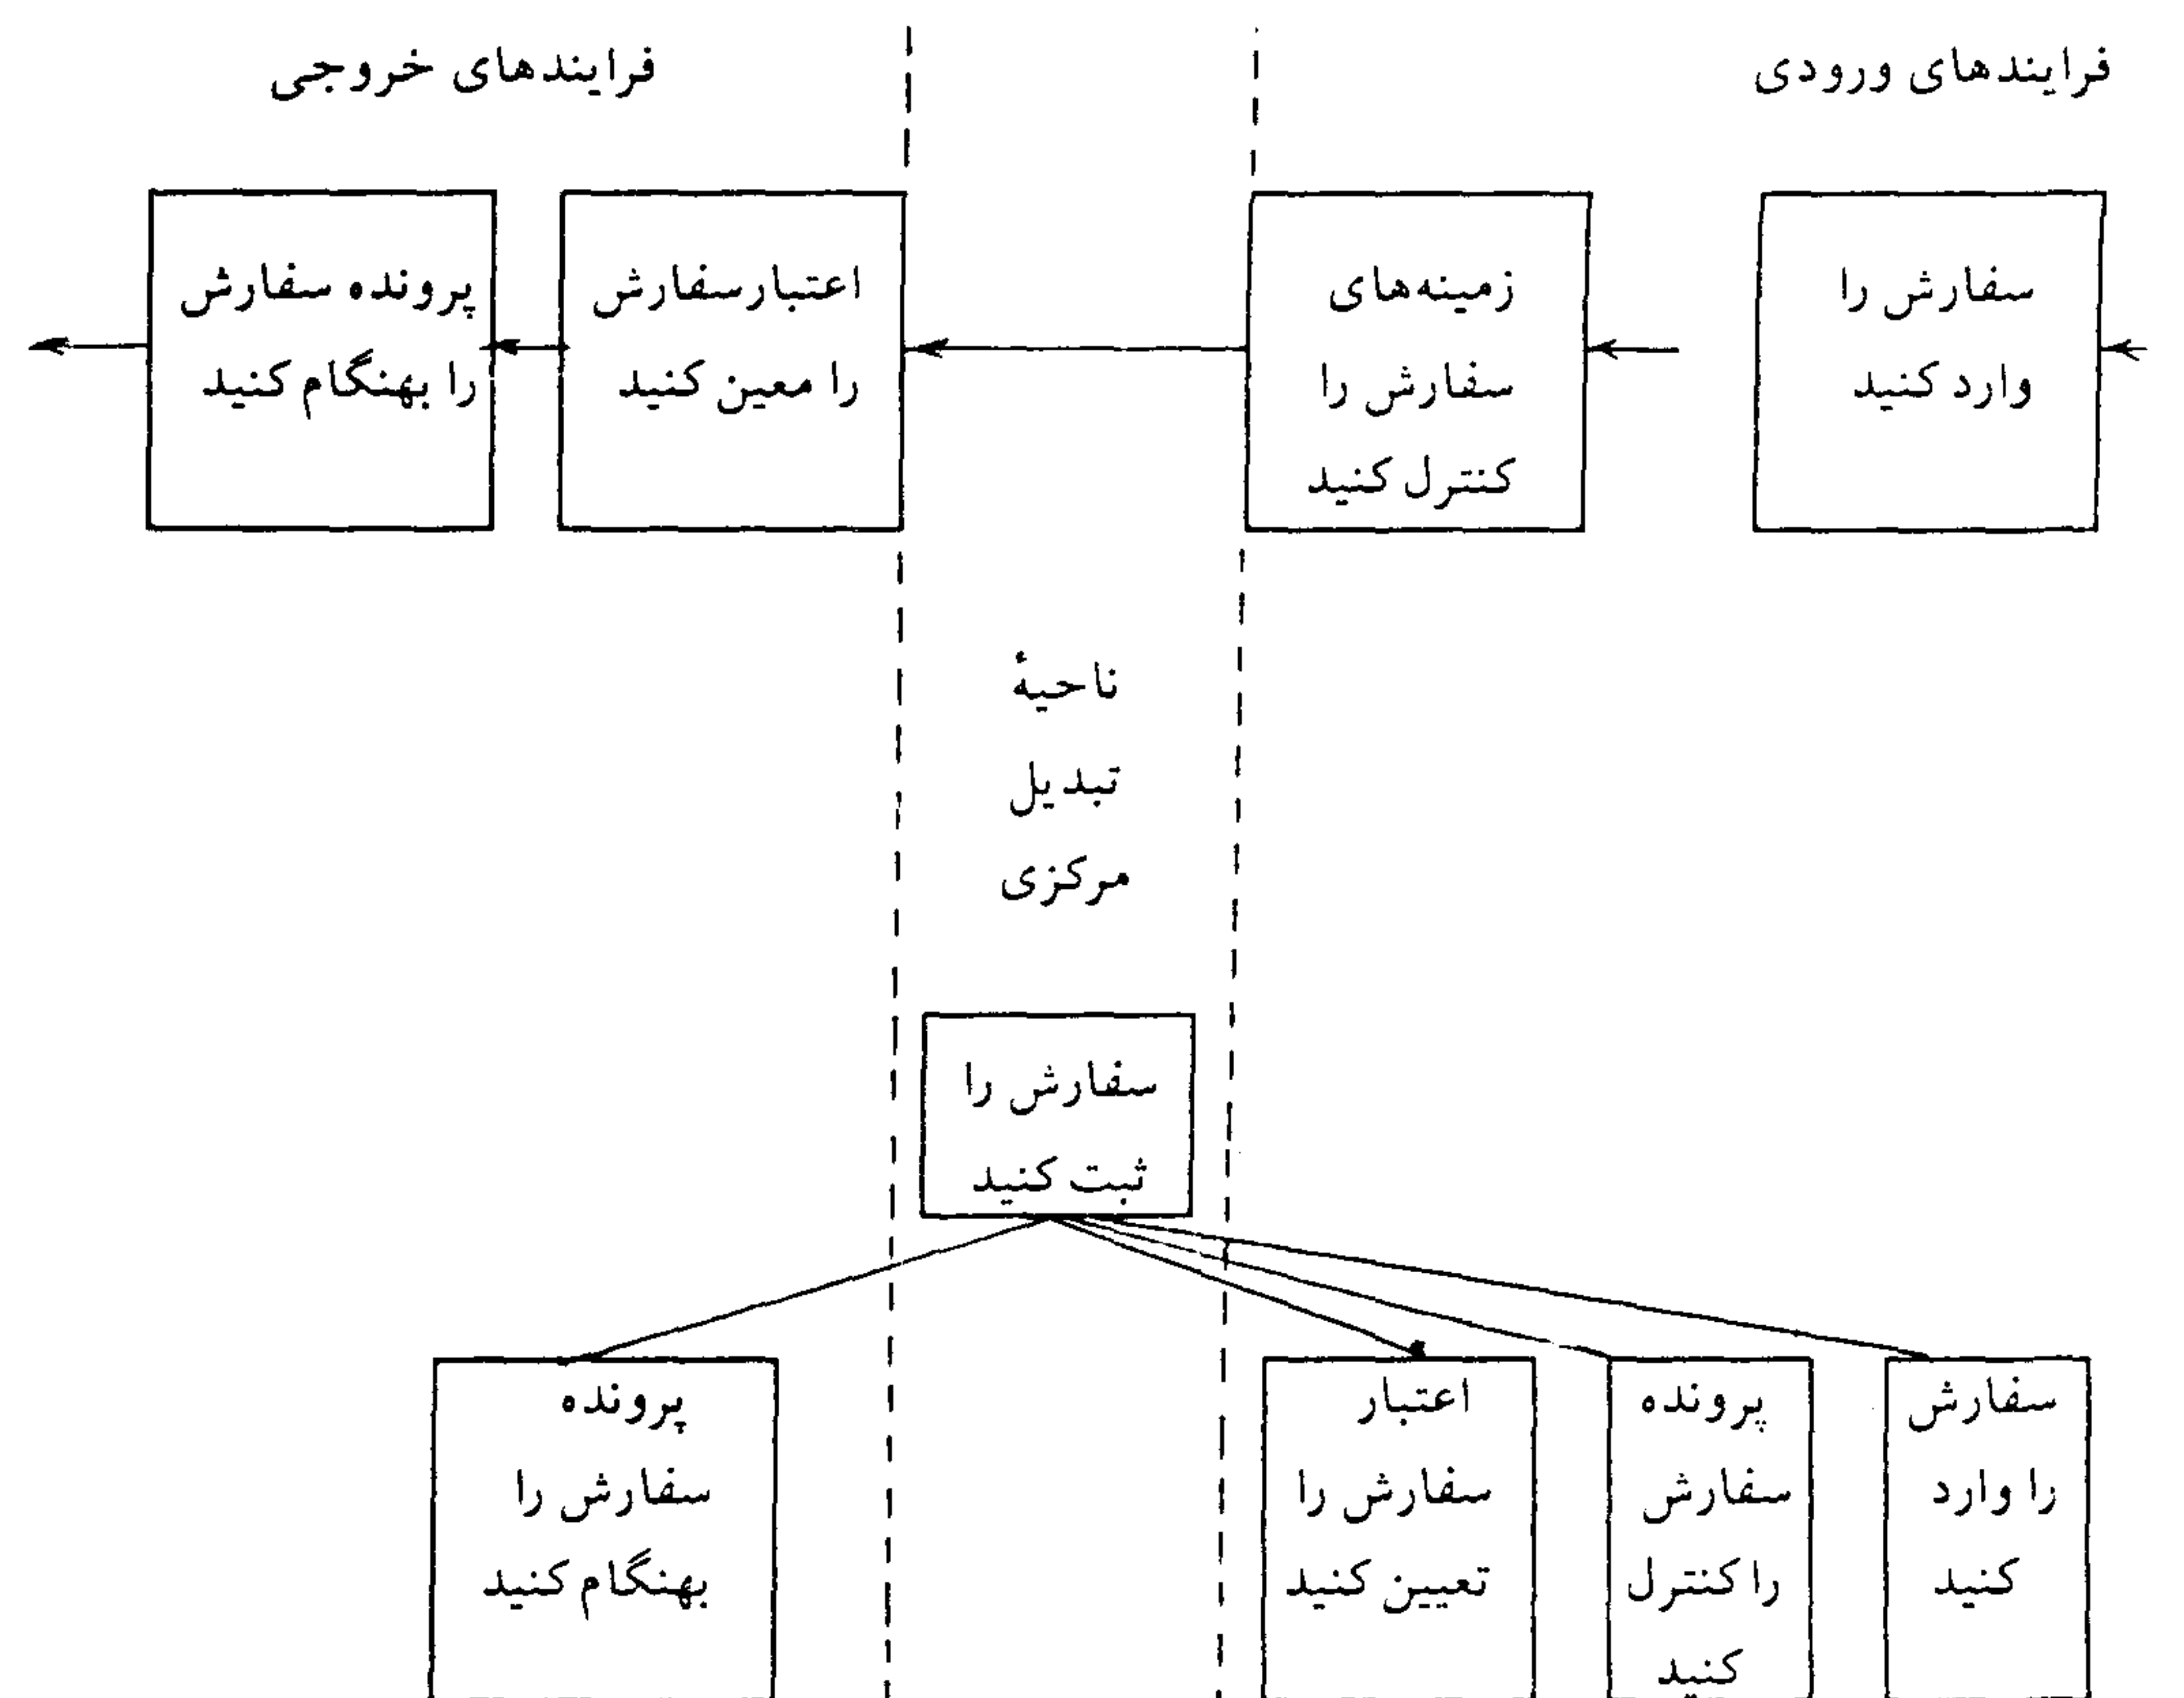 فرایندهای ورودی
فرایندهای خروجی
سفارش را
وارد کنید
زمینه‌های
سفارش را
کنترل کنید
اعتبار سفارش
را معین کنید
پرونده سفارش
را بهنگام کنید
ناحیهٔ
تبدیل
مرکزی
سفارش را
ثبت کنید
سفارش
را وارد
کنید
پرونده
سفارش
را کنترل
کنید
اعتبار
سفارش را
تعیین کنید
پرونده
سفارش را
بهنگام کنید